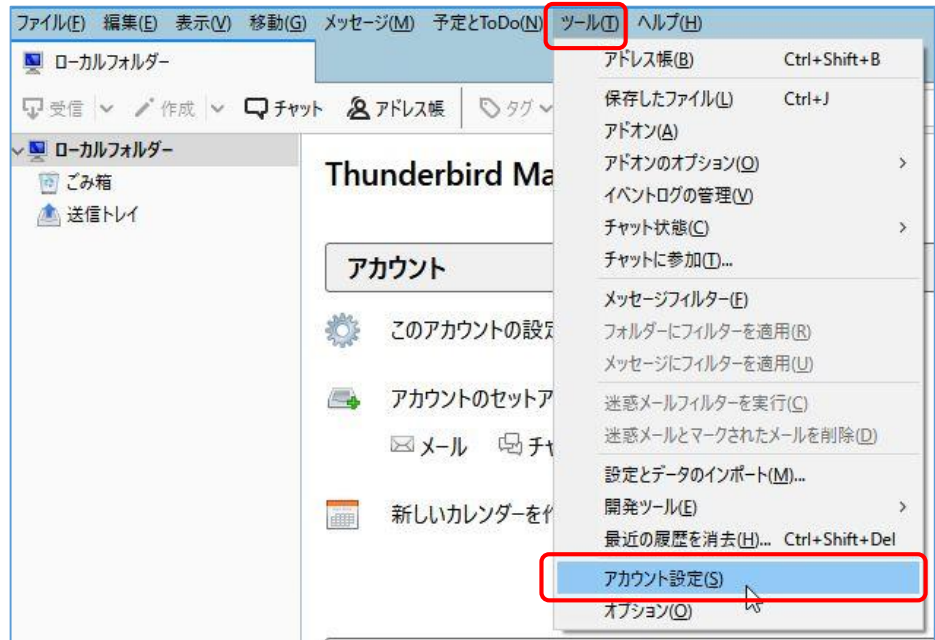 ファイル(F) 編集(E) 表示(V) 移動(G) メッセージ(M) 予定とToDo(N) ツール(T) ヘルプ(H)
ローカルフォルダー
受信 作成 チャット アドレス帳 タグ
ローカルフォルダー
ごみ箱
送信トレイ
Thunderbird Ma
アカウント
このアカウントの設定
アカウントのセットア
メール チャ
新しいカレンダーを作
アドレス帳(B) Ctrl+Shift+B
保存したファイル(L) Ctrl+J
アドオン(A)
アドオンのオプション(O)
イベントログの管理(V)
チャット状態(C)
チャットに参加(T)...
メッセージフィルター(F)
フォルダーにフィルターを適用(R)
メッセージにフィルターを適用(U)
迷惑メールフィルターを実行(C)
迷惑メールとマークされたメールを削除(D)
設定とデータのインポート(M)...
開発ツール(E)
最近の履歴を消去(H)... Ctrl+Shift+Del
アカウント設定(S)
オプション(O)